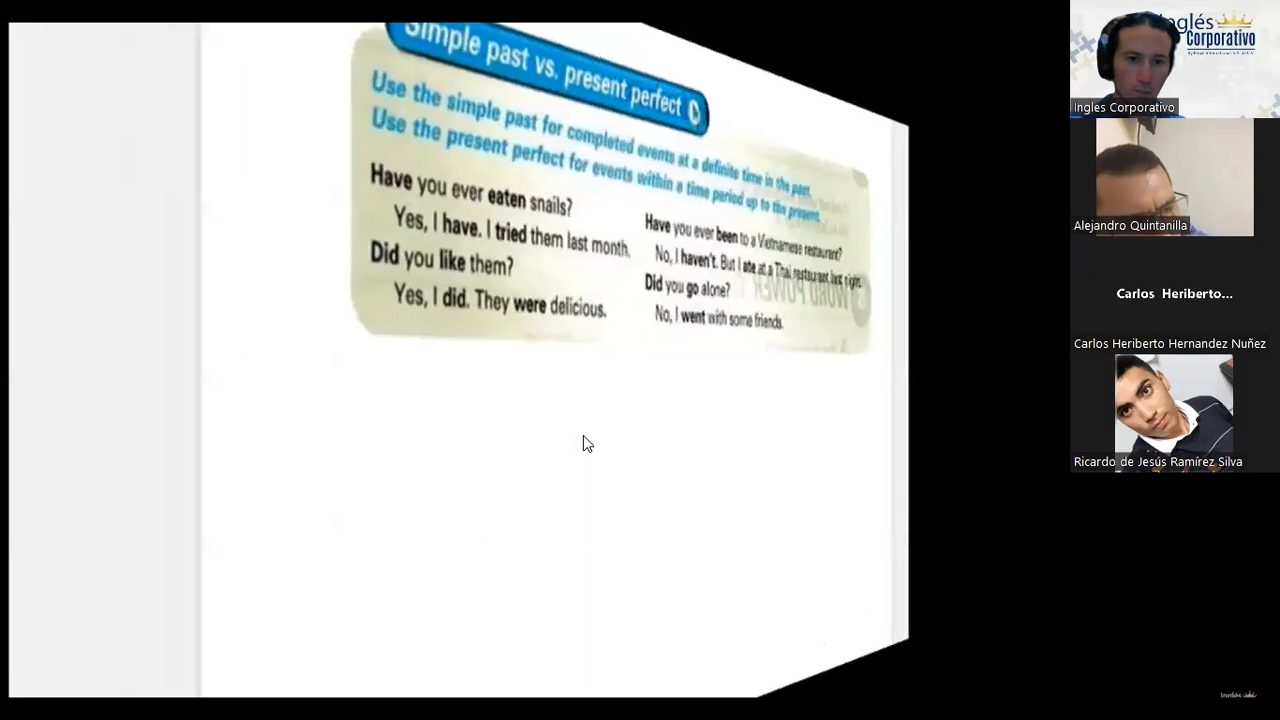 Simple past vs. present perfect
Use the simple past for completed events at a definite time in the past.
Use the present perfect for events within a time period up to the present.
Have you ever eaten snails?
Yes, I have. I tried them last month.
Did you like them?
Yes, I did. They were delicious.
Have you ever been to a Vietnamese restaurant?
No, I haven't. But I ate at a Thai restaurant last night.
Did you go alone?
No, I went with some friends.
WORD POWER
Inglés
Corporativo
Ingles Corporativo
Alejandro Quintanilla
Carlos Heriberto...
Carlos Heriberto Hernandez Nuñez
Ricardo de Jesús Ramírez Silva